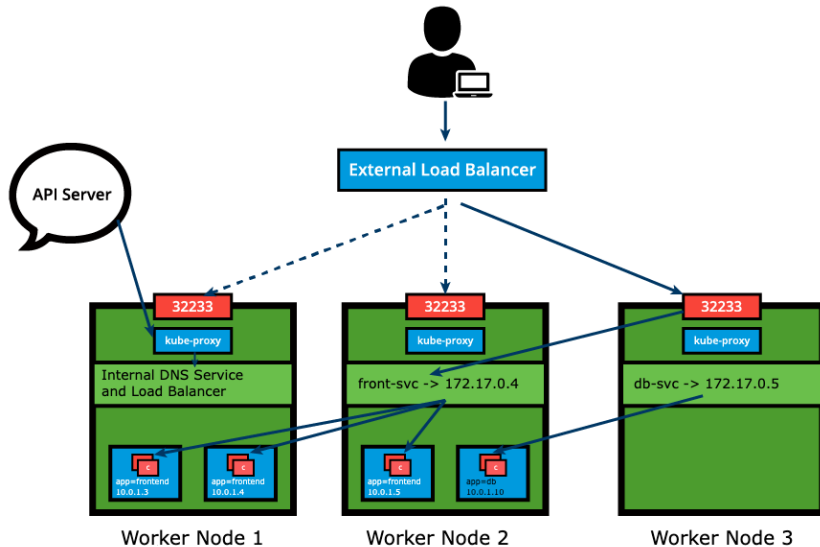 External Load Balancer
API Server
32233
32233
32233
kube-proxy
kube-proxy
kube-proxy
Internal DNS Service
and Load Balancer
front-svc -> 172.17.0.4
db-svc -> 172.17.0.5
c
app=frontend
10.0.1.3
c
app=frontend
10.0.1.4
c
app=frontend
10.0.1.5
c
app=db
10.0.1.10
Worker Node 1
Worker Node 2
Worker Node 3